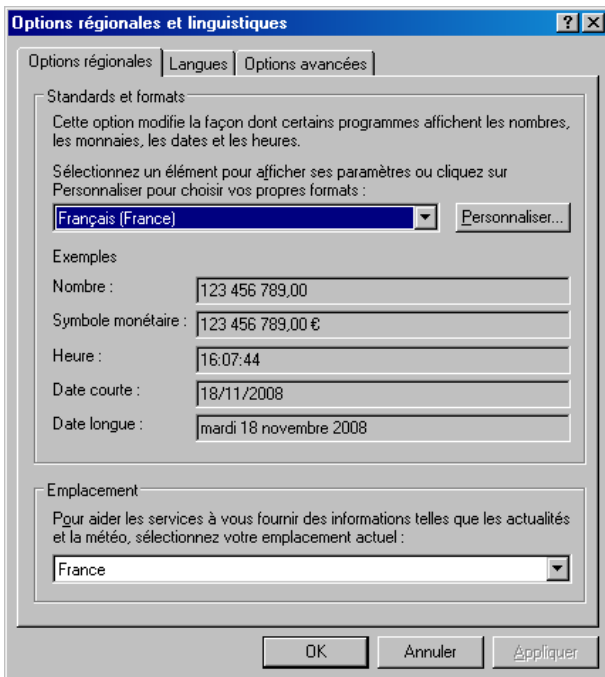 Options régionales et linguistiques
Options régionales
Langues
Options avancées
Standards et formats
Cette option modifie la façon dont certains programmes affichent les nombres,
les monnaies, les dates et les heures.
Sélectionnez un élément pour afficher ses paramètres ou cliquez sur
Personnaliser pour choisir vos propres formats :
Français (France)
Personnaliser...
Exemples
Nombre :
123 456 789,00
Symbole monétaire :
123 456 789,00 €
Heure :
16:07:44
Date courte :
18/11/2008
Date longue :
mardi 18 novembre 2008
Emplacement
Pour aider les services à vous fournir des informations telles que les actualités
et la météo, sélectionnez votre emplacement actuel :
France
OK
Annuler
Appliquer